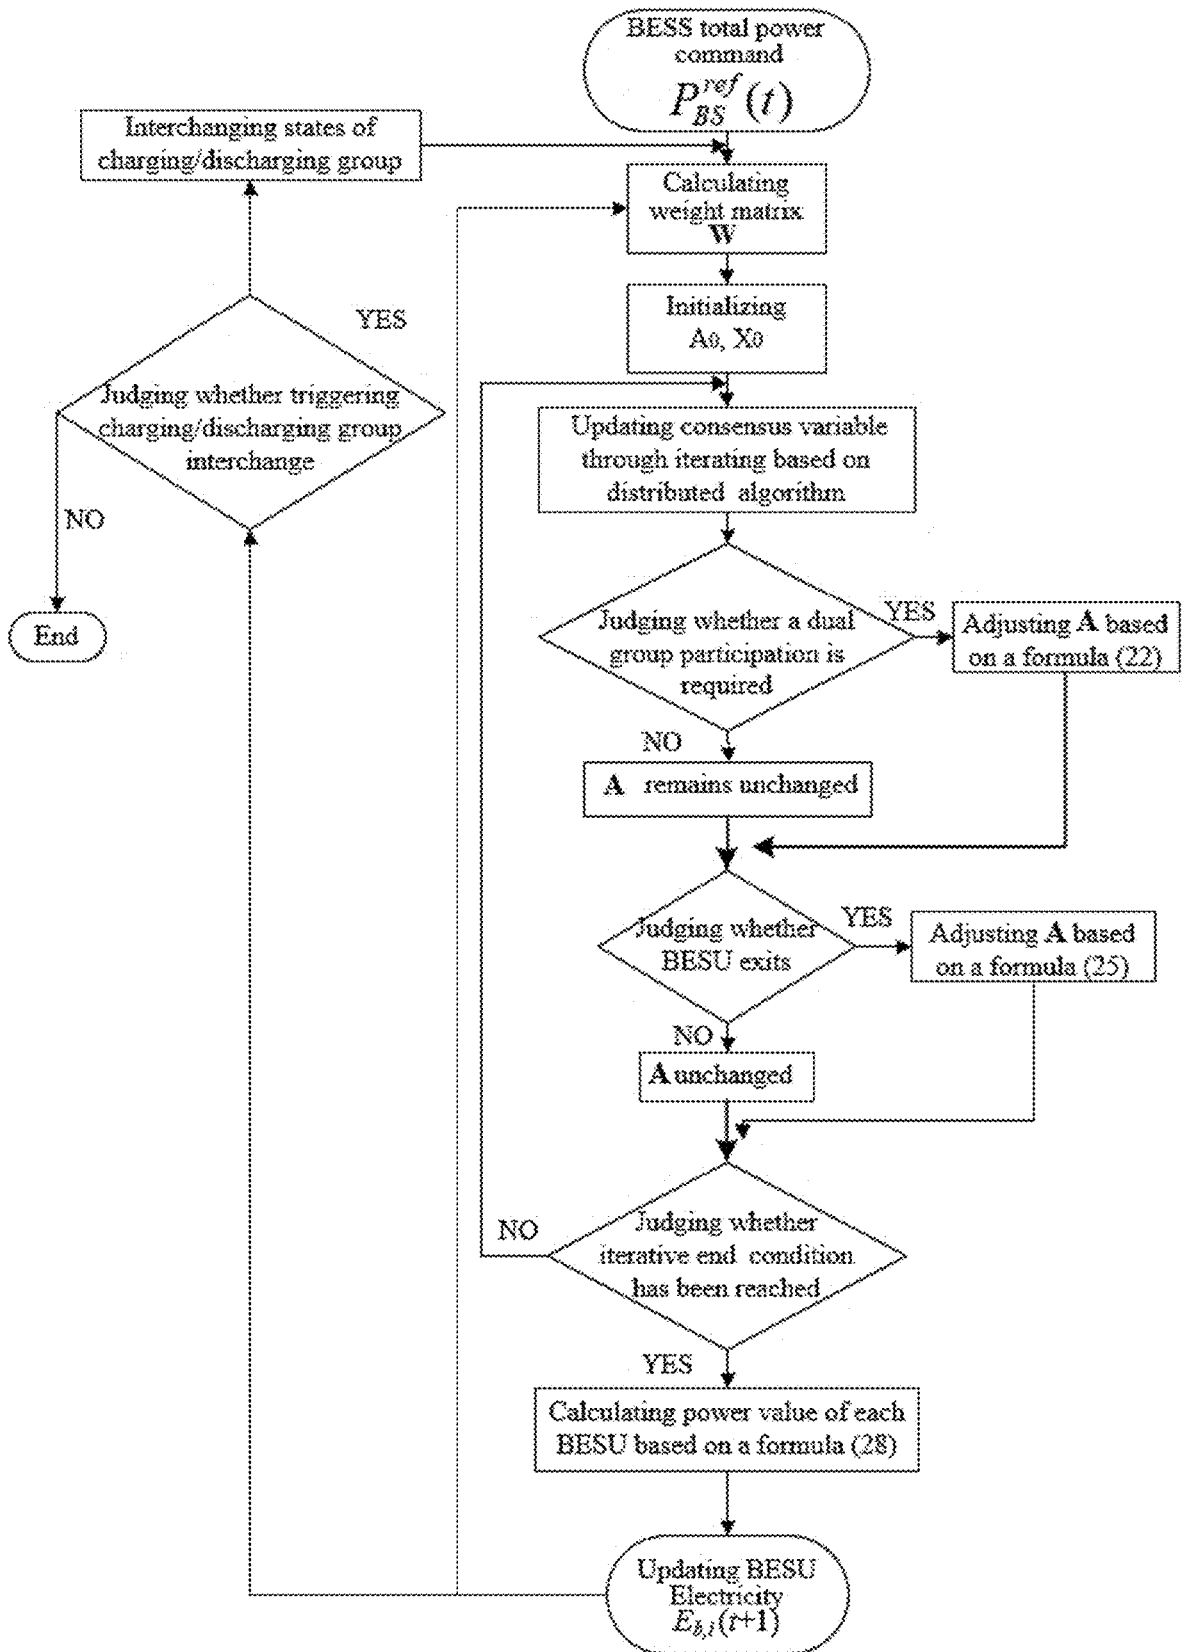 BESS total power
command
P_{BS}^{ref}(t)
Interchanging states of
charging/discharging group
Calculating
weight matrix
W
Initializing
A0, X0
YES
Judging whether triggering
charging/discharging group
interchange
NO
End
Updating consensus variable
through iterating based on
distributed algorithm
Judging whether a dual
group participation is
required
YES
Adjusting A based
on a formula (22)
NO
A remains unchanged
Judging whether
BESU exits
YES
Adjusting A based
on a formula (25)
NO
A unchanged
Judging whether
iterative end condition
has been reached
NO
YES
Calculating power value of each
BESU based on a formula (28)
Updating BESU
Electricity
E_{b,i}(t+1)